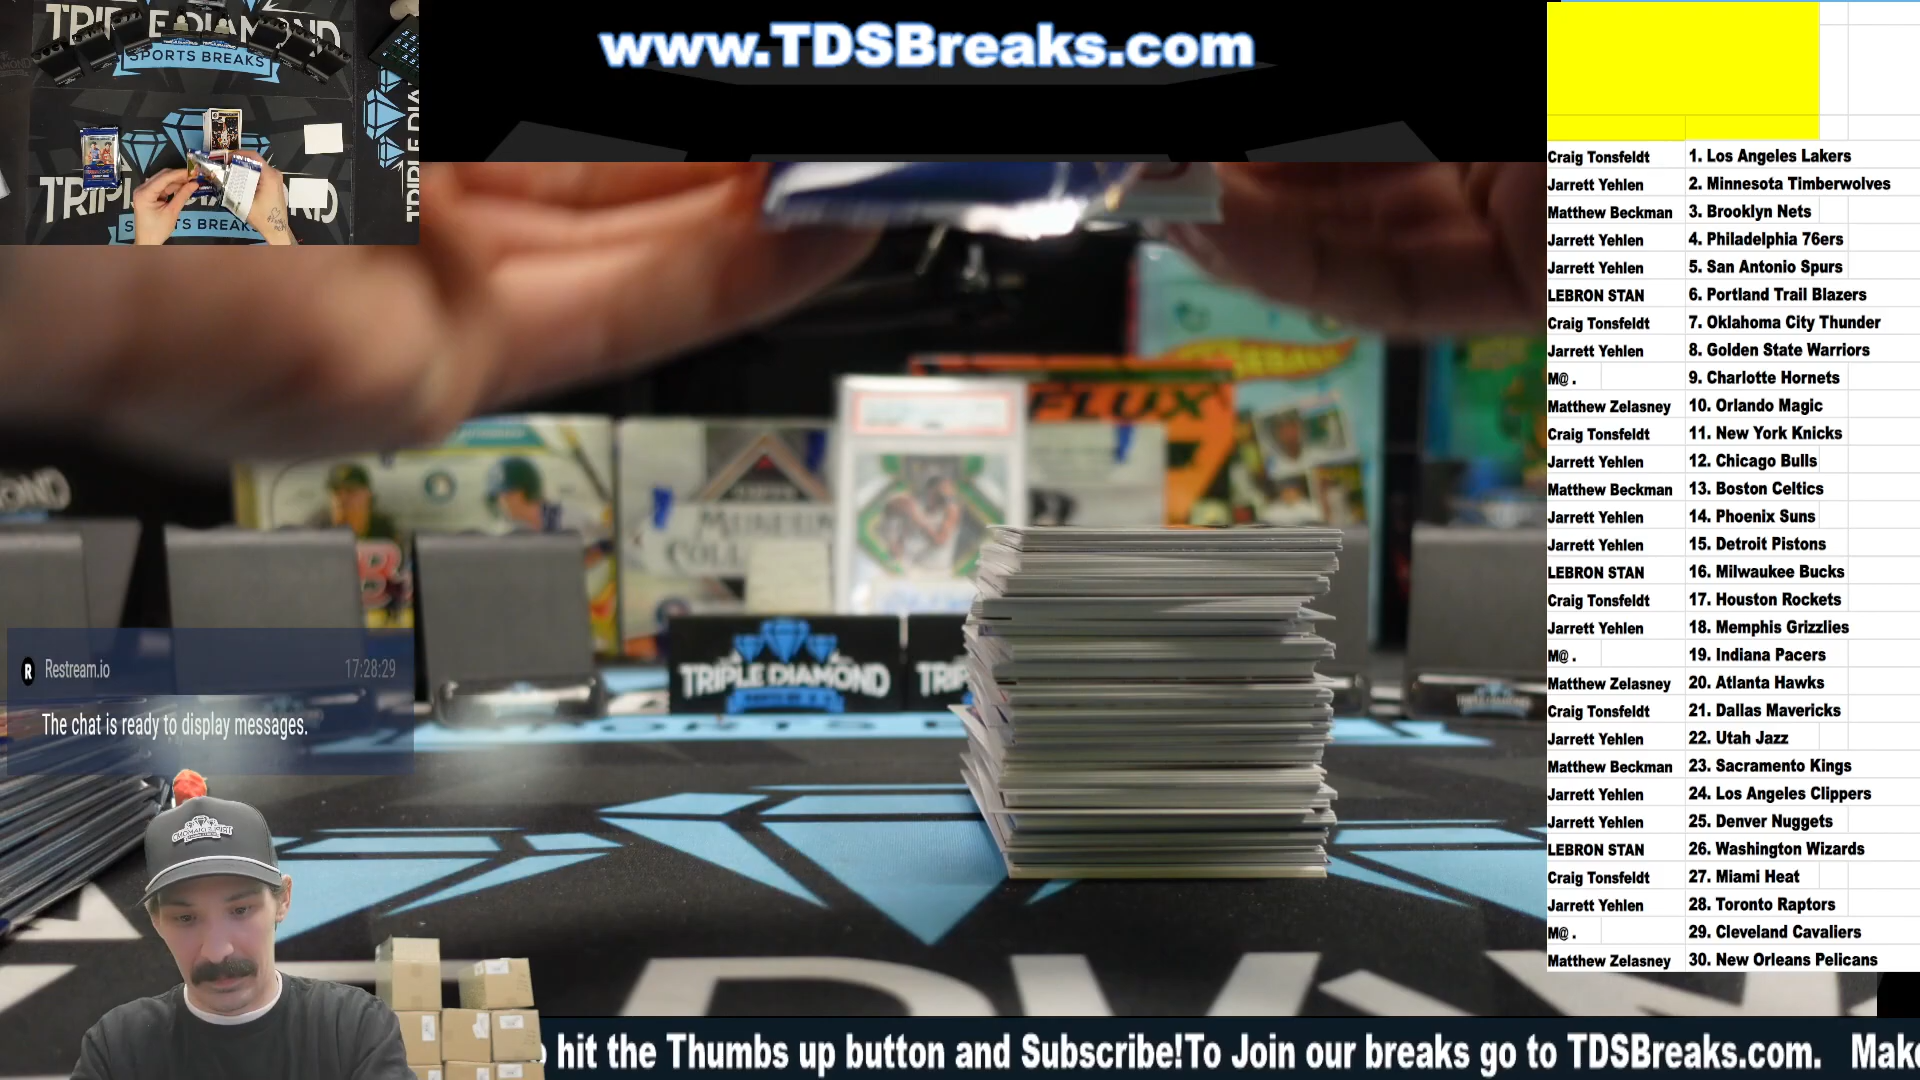 www.TDSBreaks.com
TRIPLE DIAMOND
SPORTS BREAKS
Craig Tonsfeldt 1. Los Angeles Lakers
Jarrett Yehlen 2. Minnesota Timberwolves
Matthew Beckman 3. Brooklyn Nets
Jarrett Yehlen 4. Philadelphia 76ers
Jarrett Yehlen 5. San Antonio Spurs
LEBRON STAN 6. Portland Trail Blazers
Craig Tonsfeldt 7. Oklahoma City Thunder
Jarrett Yehlen 8. Golden State Warriors
M@ . 9. Charlotte Hornets
Matthew Zelasney 10. Orlando Magic
Craig Tonsfeldt 11. New York Knicks
Jarrett Yehlen 12. Chicago Bulls
Matthew Beckman 13. Boston Celtics
Jarrett Yehlen 14. Phoenix Suns
Jarrett Yehlen 15. Detroit Pistons
LEBRON STAN 16. Milwaukee Bucks
Craig Tonsfeldt 17. Houston Rockets
Jarrett Yehlen 18. Memphis Grizzlies
M@ . 19. Indiana Pacers
Matthew Zelasney 20. Atlanta Hawks
Craig Tonsfeldt 21. Dallas Mavericks
Jarrett Yehlen 22. Utah Jazz
Matthew Beckman 23. Sacramento Kings
Jarrett Yehlen 24. Los Angeles Clippers
Jarrett Yehlen 25. Denver Nuggets
LEBRON STAN 26. Washington Wizards
Craig Tonsfeldt 27. Miami Heat
Jarrett Yehlen 28. Toronto Raptors
M@ . 29. Cleveland Cavaliers
Matthew Zelasney 30. New Orleans Pelicans
FLUX
TRIPLE DIAMOND
TRIP
R Restream.io 17:28:29
The chat is ready to display messages.
hit the Thumbs up button and Subscribe!To Join our breaks go to TDSBreaks.com. Make